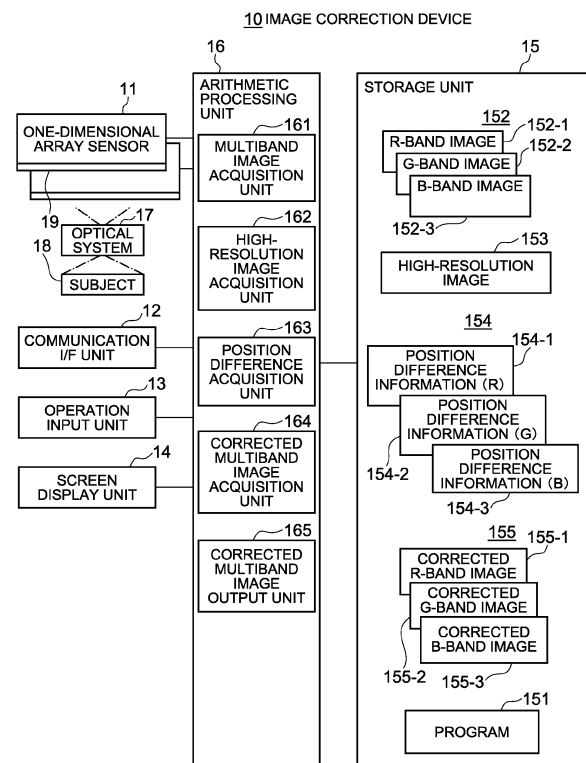 10 IMAGE CORRECTION DEVICE
11
ONE-DIMENSIONAL
ARRAY SENSOR
19
17
OPTICAL
SYSTEM
18
SUBJECT
12
COMMUNICATION
I/F UNIT
13
OPERATION
INPUT UNIT
14
SCREEN
DISPLAY UNIT
16
ARITHMETIC
PROCESSING
UNIT
161
MULTIBAND
IMAGE
ACQUISITION
UNIT
162
HIGH-
RESOLUTION
IMAGE
ACQUISITION
UNIT
163
POSITION
DIFFERENCE
ACQUISITION
UNIT
164
CORRECTED
MULTIBAND
IMAGE
ACQUISITION
UNIT
165
CORRECTED
MULTIBAND
IMAGE
OUTPUT UNIT
15
STORAGE UNIT
152
152-1
R-BAND IMAGE
152-2
G-BAND IMAGE
B-BAND IMAGE
152-3
153
HIGH-RESOLUTION
IMAGE
154
154-1
POSITION
DIFFERENCE
INFORMATION (R)
POSITION
DIFFERENCE
INFORMATION (G)
154-2
POSITION
DIFFERENCE
INFORMATION (B)
154-3
155
155-1
CORRECTED
R-BAND IMAGE
CORRECTED
G-BAND IMAGE
155-2
CORRECTED
B-BAND IMAGE
155-3
151
PROGRAM